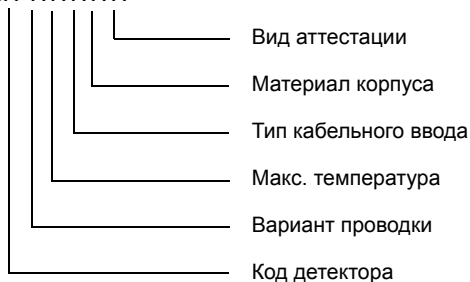 Вид аттестации
Материал корпуса
Тип кабельного ввода
Макс. температура
Вариант проводки
Код детектора